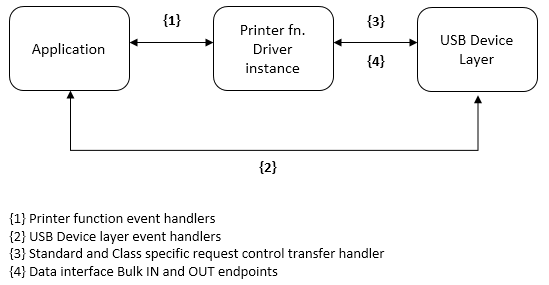 Application
{1}
Printer fn.
Driver
instance
{3}
{4}
USB Device
Layer
{2}
{1} Printer function event handlers
{2} USB Device layer event handlers
{3} Standard and Class specific request control transfer handler
{4} Data interface Bulk IN and OUT endpoints